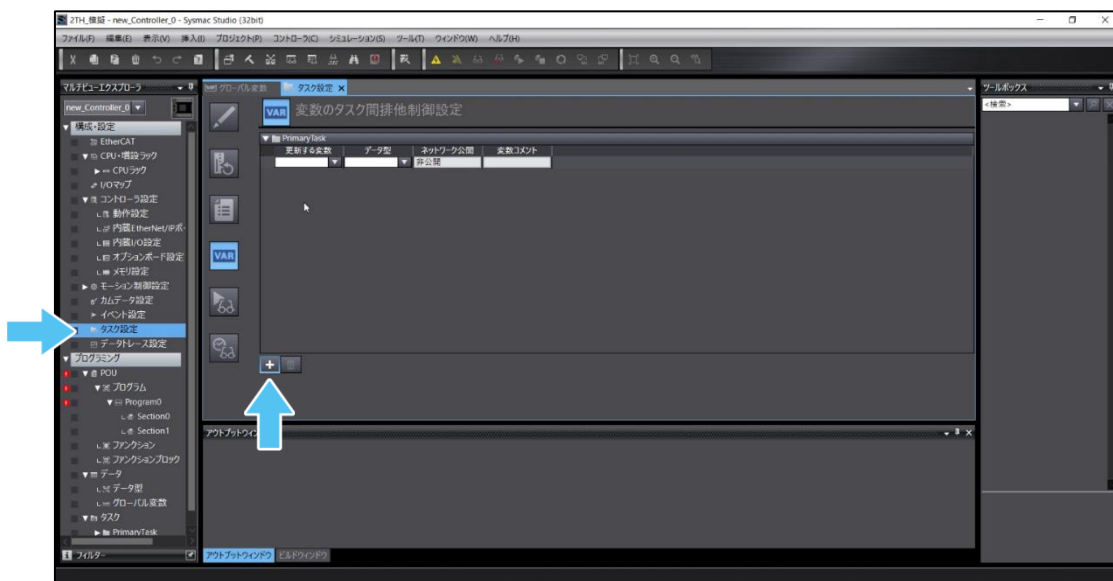 2TH_模擬 - new_Controller_0 - Sysmac Studio (32bit)
ファイル(F) 編集(E) 表示(V) 挿入(I) プロジェクト(P) コントローラ(C) シミュレーション(S) ツール(T) ウィンドウ(W) ヘルプ(H)
マルチビューエクスプローラ
new_Controller_0
構成・設定
EtherCAT
CPU・増設ラック
CPUラック
I/Oマップ
コントローラ設定
動作設定
内蔵EtherNet/IPポ
内蔵I/O設定
オプションボード設定
メモリ設定
モーション制御設定
カムデータ設定
イベント設定
タスク設定
データトレース設定
プログラミング
POU
プログラム
Program0
Section0
Section1
ファンクション
ファンクションブロック
データ
データ型
グローバル変数
タスク
PrimaryTask
フィルター
グローバル変数 タスク設定
VAR 変数のタスク間排他制御設定
PrimaryTask
更新する変数 データ型 ネットワーク公開 変数コメント
非公開
VAR
アウトプットウィン
アウトプットウィンドウ ビルドウィンドウ
ツールボックス
<検索>